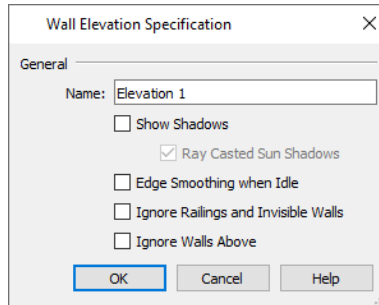 Wall Elevation Specification
General
Name: Elevation 1
Show Shadows
Ray Casted Sun Shadows
Edge Smoothing when Idle
Ignore Railings and Invisible Walls
Ignore Walls Above
OK Cancel Help